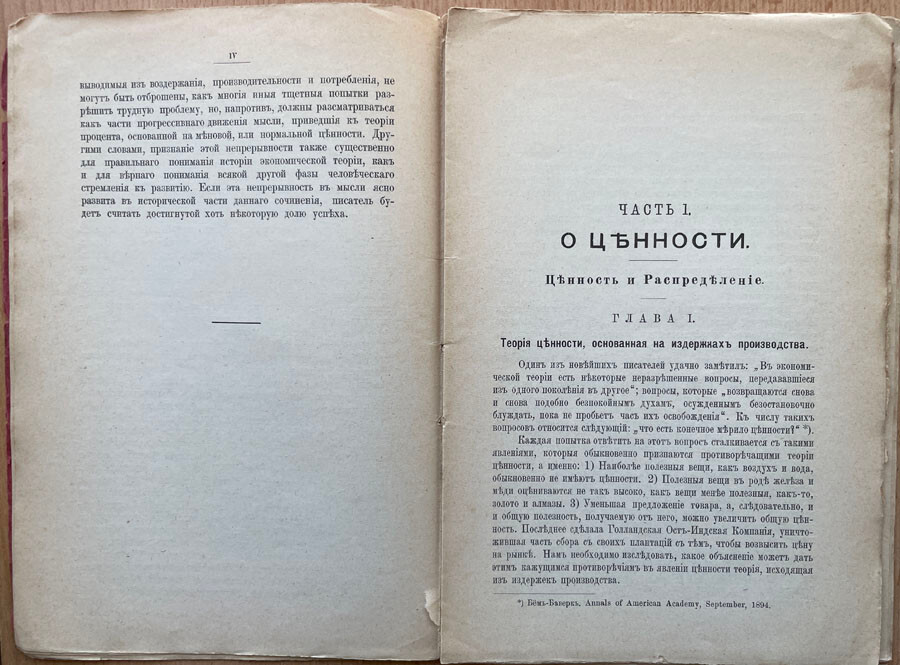 IV
выводимыя изъ воздержанія, производительности и потребленія, не
могутъ быть отброшены, какъ многія иныя тщетныя попытки раз-
рѣшить трудную проблему, но, напротивъ, должны разсматриваться
какъ части прогрессивнаго движенія мысли, приведшія къ теоріи
процента, основанной на мѣновой, или нормальной цѣнности. Дру-
гими словами, признаніе этой непрерывности также существенно
для правильнаго пониманія исторіи экономической теоріи, какъ
и для вѣрнаго пониманія всякой другой фазы человѣческаго
стремленія къ развитію. Если эта непрерывность въ мысли ясно
развита въ исторической части даннаго сочиненія, писатель бу-
детъ считать достигнутой хоть нѣкоторую долю успѣха.
ЧАСТЬ 1.
О ЦѢННОСТИ.
Цѣнность и Распредѣленіе.
ГЛАВА I.
Теорія цѣнности, основанная на издержкахъ производства.
Одинъ изъ новѣйшихъ писателей удачно замѣтилъ: „Въ экономи-
ческой теоріи есть нѣкоторые неразрѣшенные вопросы, передававшіеся
изъ одного поколѣнія въ другое“; вопросы, которые „возвращаются снова
и снова подобно безпокойнымъ духамъ, осужденнымъ безостановочно
блуждать, пока не пробьетъ часъ ихъ освобожденія“. Къ числу такихъ
вопросовъ относится слѣдующій: „что есть конечное мѣрило цѣнности?“ *).
Каждая попытка отвѣтить на этотъ вопросъ сталкивается съ такими
явленіями, которыя обыкновенно признаются противорѣчащими теоріи
цѣнности, а именно: 1) Наиболѣе полезныя вещи, какъ воздухъ и вода,
обыкновенно не имѣютъ цѣнности. 2) Полезныя вещи въ родѣ желѣза и
мѣди оцѣниваются не такъ высоко, какъ вещи менѣе полезныя, какъ-то,
золото и алмазы. 3) Уменьшая предложеніе товара, а, слѣдовательно, и
и общую полезность, получаемую отъ него, можно увеличить общую цѣн-
ность. Послѣднее сдѣлала Голландская Остъ-Индская Компанія, уничто-
жившая часть сбора съ своихъ плантацій съ тѣмъ, чтобы возвысить цѣну
на рынкѣ. Намъ необходимо изслѣдовать, какое объясненіе можетъ дать
этимъ кажущимся противорѣчіямъ въ явленіи цѣнности теорія, исходящая
изъ издержекъ производства.
*) Бёмъ-Баверкъ. Annals of American Academy, September, 1894.